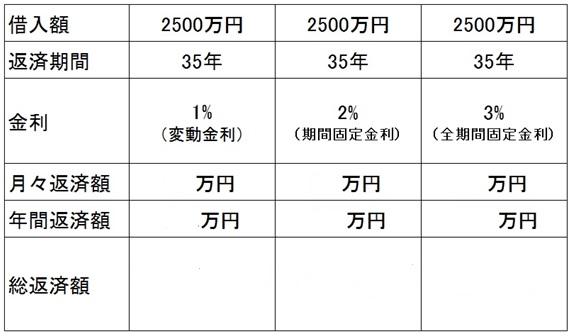 借入額 2500万円 2500万円 2500万円
返済期間 35年 35年 35年
金利 1% 2% 3%
（変動金利） （期間固定金利） （全期間固定金利）
月々返済額 万円 万円 万円
年間返済額 万円 万円 万円
総返済額